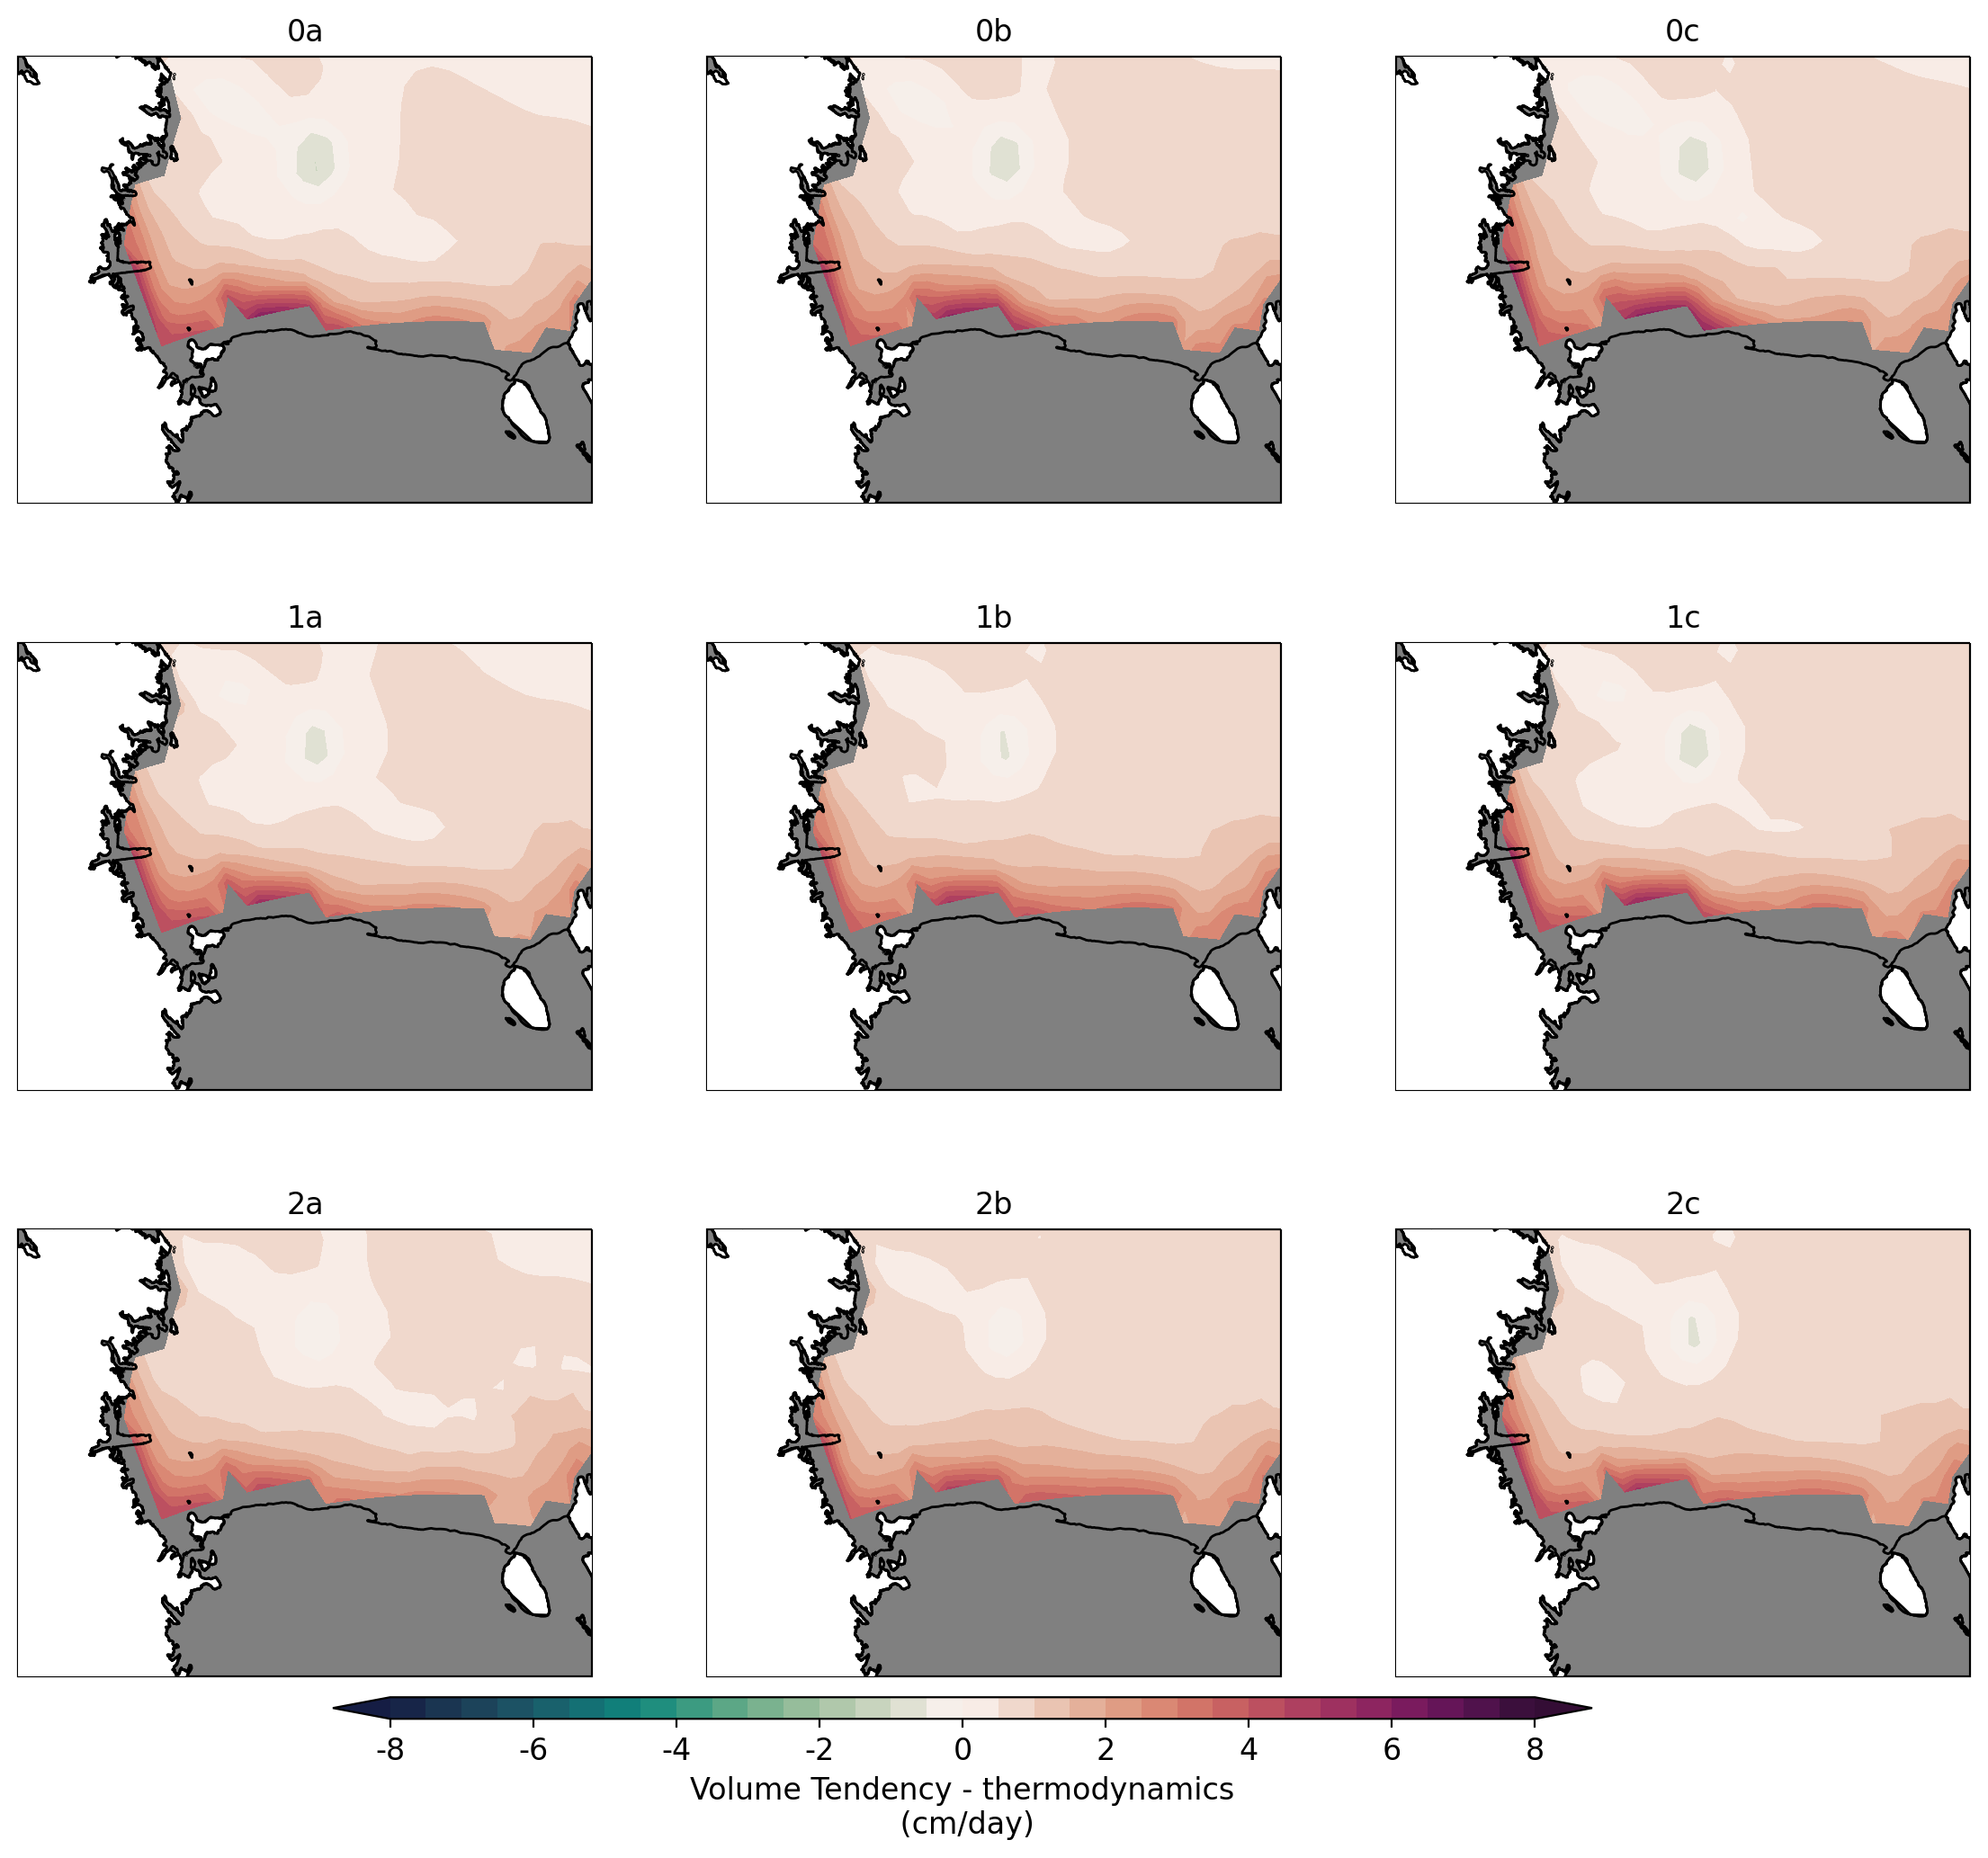 0a 0b 0c
1a 1b 1c
2a 2b 2c
-8 -6 -4 -2 0 2 4 6 8
Volume Tendency - thermodynamics
(cm/day)